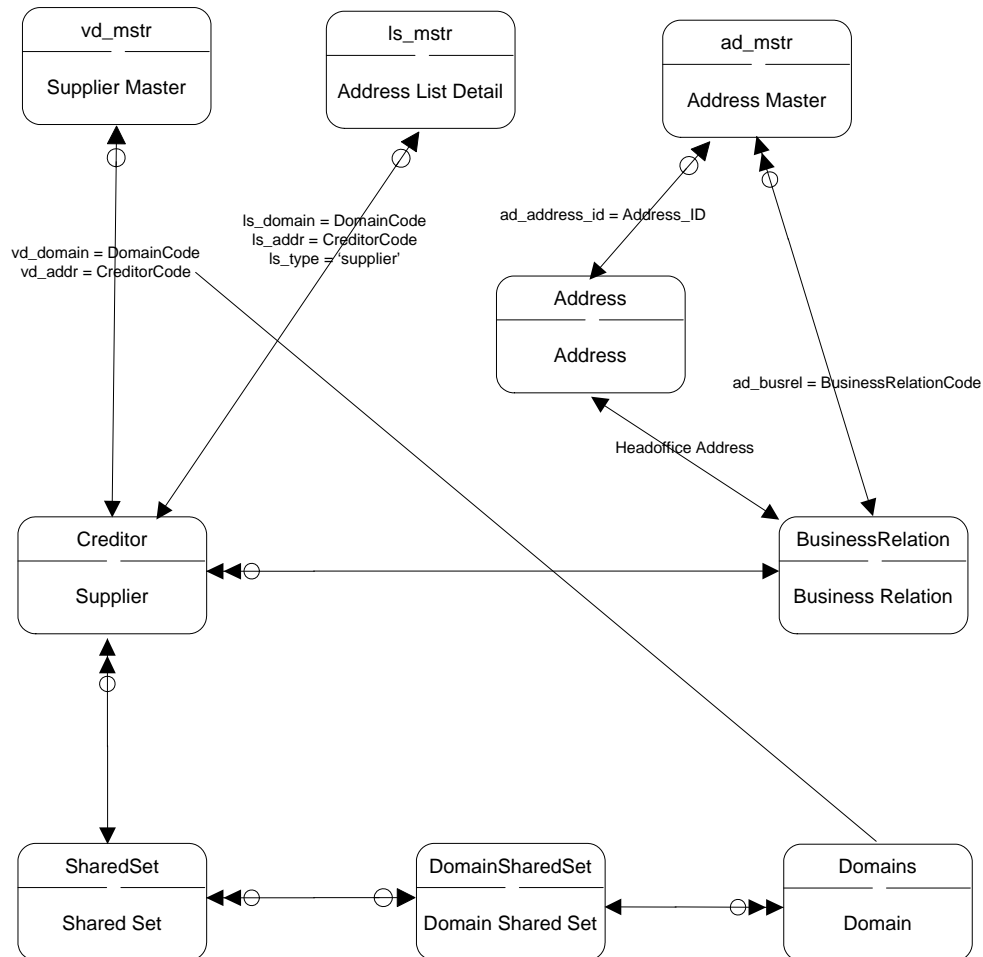 vd_mstr
Supplier Master
ls_mstr
Address List Detail
ad_mstr
Address Master
ad_address_id = Address_ID
ls_domain = DomainCode
ls_addr = CreditorCode
ls_type = ‘supplier’
vd_domain = DomainCode
vd_addr = CreditorCode
Address
Address
ad_busrel = BusinessRelationCode
Headoffice Address
Creditor
Supplier
BusinessRelation
Business Relation
SharedSet
Shared Set
DomainSharedSet
Domain Shared Set
Domains
Domain